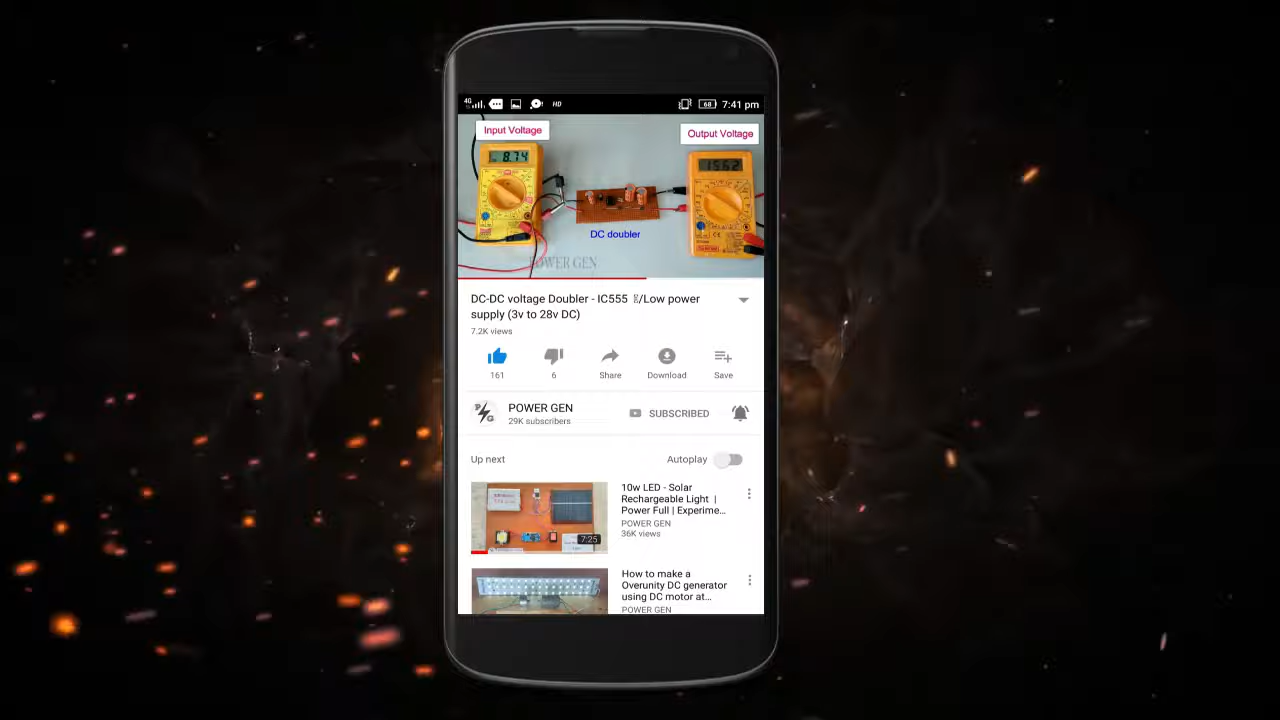 4G
HD
68
7:41 pm
Input Voltage
Output Voltage
8.74
15.62
DC doubler
POWER GEN
DC-DC voltage Doubler - IC555 /Low power
supply (3v to 28v DC)
7.2K views
161
6
Share
Download
Save
POWER GEN
29K subscribers
SUBSCRIBED
Up next
Autoplay
10w LED - Solar
Rechargeable Light |
Power Full | Experime...
POWER GEN
36K views
7:25
How to make a
Overunity DC generator
using DC motor at...
POWER GEN